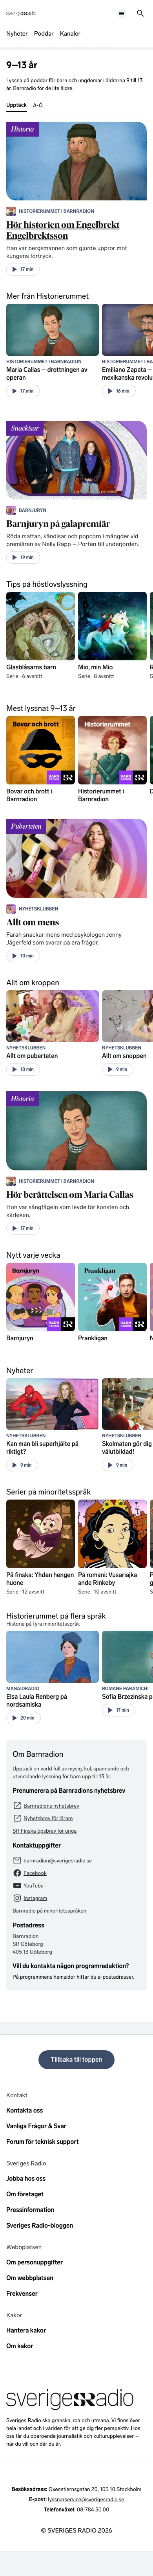 sverigesradio
Nyheter Poddar Kanaler
9–13 år
Lyssna på poddar för barn och ungdomar i åldrarna 9 till 13
år. Barnradio för de lite äldre.
Upptäck A-Ö
Historia
HISTORIERUMMET I BARNRADION
Hör historien om Engelbrekt
Engelbrektsson
Han var bergsmannen som gjorde uppror mot
kungens förtryck.
17 min
Mer från Historierummet
HISTORIERUMMET I BARNRADION
Maria Callas – drottningen av
operan
17 min
HISTORIERUMMET I BA
Emiliano Zapata –
mexikanska revolu
16 min
Snackisar
BARNJURYN
Barnjuryn på galapremiär
Röda mattan, kändisar och popcorn i mängder vid
premiären av Nelly Rapp – Porten till underjorden.
19 min
Tips på höstlovslyssning
Glasblåsarns barn
Serie · 6 avsnitt
Mio, min Mio
Serie · 8 avsnitt
Mest lyssnat 9–13 år
Bovar och brott
BARN RADIO SR
Bovar och brott i
Barnradion
Historierummet
BARN RADIO SR
Historierummet i
Barnradion
Puberteten
NYHETSKLUBBEN
Allt om mens
Farah snackar mens med psykologen Jenny
Jägerfeld som svarar på era frågor.
10 min
Allt om kroppen
NYHETSKLUBBEN
Allt om puberteten
10 min
NYHETSKLUBBEN
Allt om snoppen
9 min
Historia
HISTORIERUMMET I BARNRADION
Hör berättelsen om Maria Callas
Hon var sångfågeln som levde för konsten och
kärleken.
17 min
Nytt varje vecka
Barnjuryn
BARN RADIO SR
Barnjuryn
Prankligan
BARN RADIO SR
Prankligan
Nyheter
NYHETSKLUBBEN
Kan man bli superhjälte på
riktigt?
9 min
NYHETSKLUBBEN
Skolmaten gör dig
välutbildad!
9 min
Serier på minoritetsspråk
På finska: Yhden hengen
huone
Serie · 12 avsnitt
På romani: Vusariajka
ande Rinkeby
Serie · 10 avsnitt
Historierummet på flera språk
Historia på fyra minoritetsspråk
MÁNÁIDRÁDIO
Elsa Laula Renberg på
nordsamiska
20 min
ROMANE PARAMICHI
Sofia Brzezinska p
17 min
Om Barnradion
Upptäck en värld full av mysig, kul, spännande och
utvecklande lyssning för barn upp till 13 år.
Prenumerera på Barnradions nyhetsbrev
Barnradions nyhetsbrev
Nyhetsbrev för lärare
SR Finska tipsbrev för unga
Kontaktuppgifter
barnradion@sverigesradio.se
Facebook
YouTube
Instagram
Barnradio på minoritetsspråken
Postadress
Barnradion
SR Göteborg
405 13 Göteborg
Vill du kontakta någon programredaktion?
På programmens hemsidor hittar du e-postadresser.
Tillbaka till toppen
Kontakt
Kontakta oss
Vanliga Frågor & Svar
Forum för teknisk support
Sveriges Radio
Jobba hos oss
Om företaget
Pressinformation
Sveriges Radio-bloggen
Webbplatsen
Om personuppgifter
Om webbplatsen
Frekvenser
Kakor
Hantera kakor
Om kakor
sverigesradio
Sveriges Radio ska granska, roa och utmana. Vi finns över
hela landet och i världen för att ge dig fler perspektiv. Hos
oss får du oberoende journalistik och kulturupplevelser –
när du vill och där du är.
Besöksadress: Oxenstiernsgatan 20, 105 10 Stockholm
E-post: lyssnarservice@sverigesradio.se
Telefonväxel: 08-784 50 00
© SVERIGES RADIO 2026